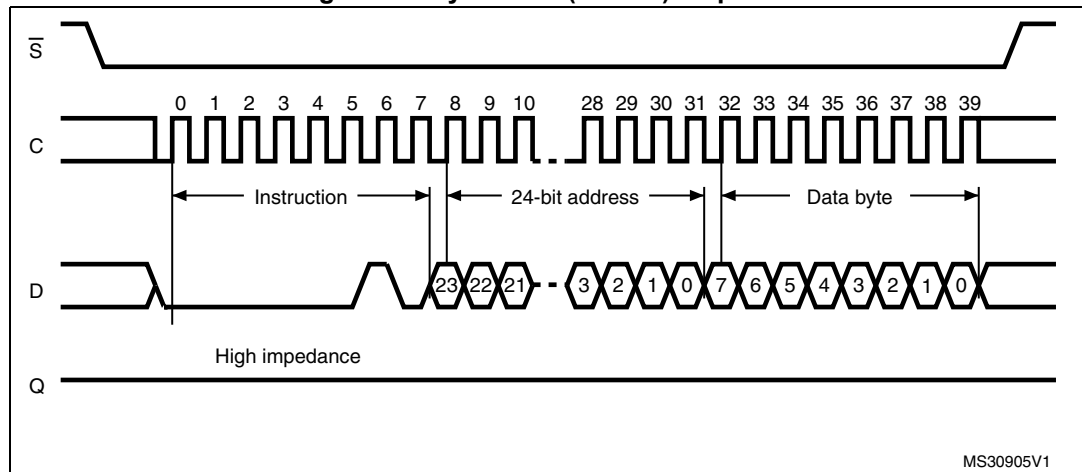 S
0 1 2 3 4 5 6 7 8 9 10 28 29 30 31 32 33 34 35 36 37 38 39
C
Instruction 24-bit address Data byte
D 23 22 21 3 2 1 0 7 6 5 4 3 2 1 0
High impedance
Q
MS30905V1